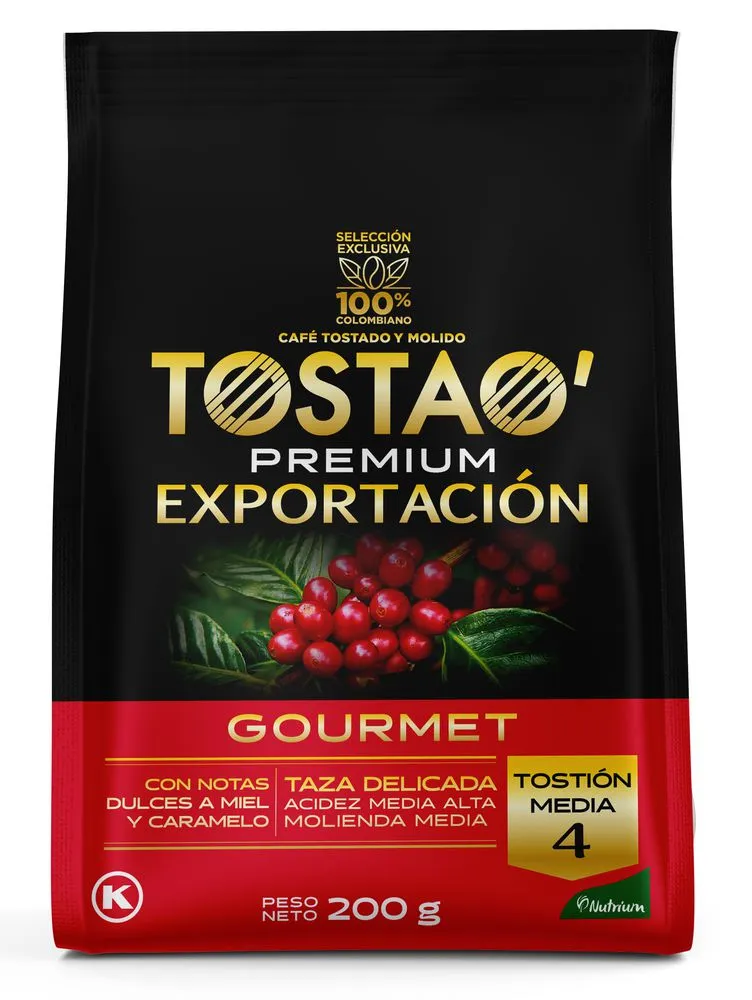 SELECCIÓN
EXCLUSIVA
100%
COLOMBIANO
CAFÉ TOSTADO Y MOLIDO
TOSTAO'
PREMIUM
EXPORTACIÓN
GOURMET
CON NOTAS
DULCES A MIEL
Y CARAMELO
TAZA DELICADA
ACIDEZ MEDIA ALTA
MOLIENDA MEDIA
TOSTIÓN
MEDIA
4
K
PESO
NETO 200 g
Nutrium